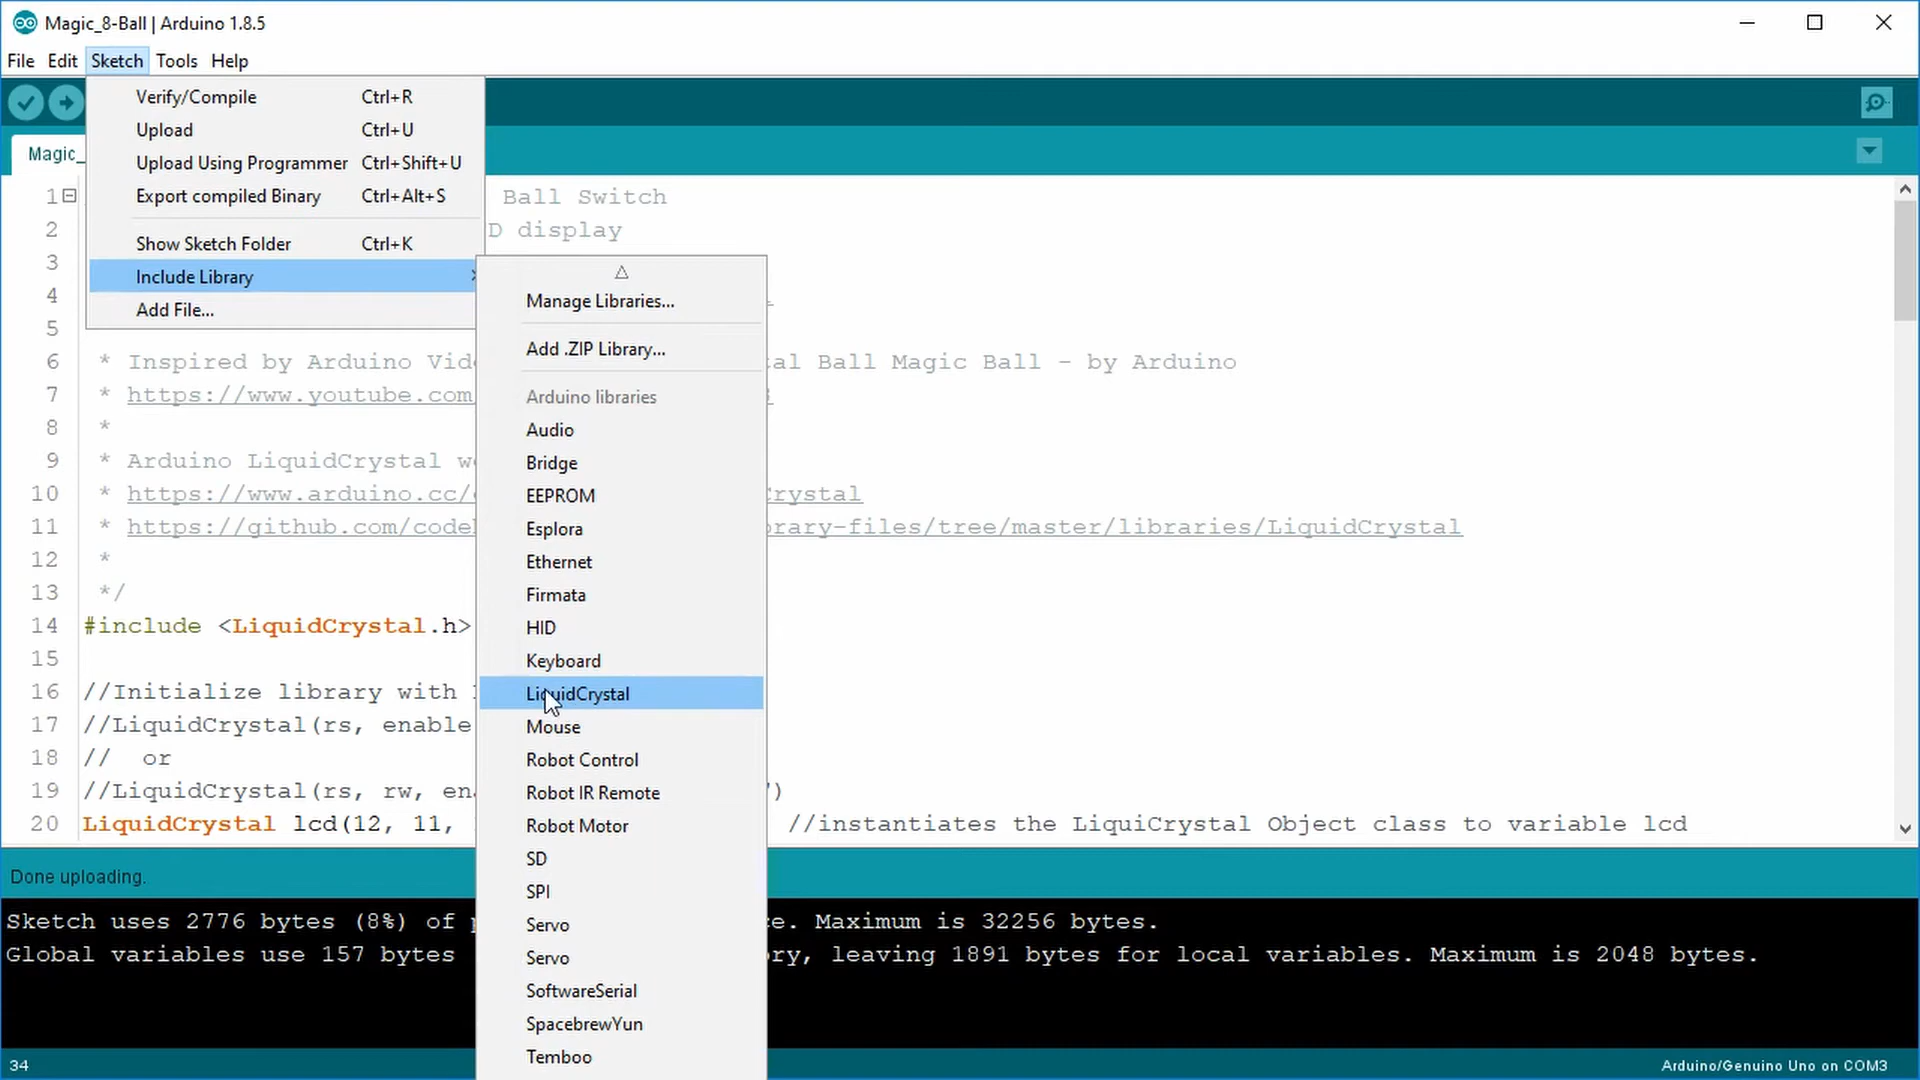 Magic_8-Ball | Arduino 1.8.5
File Edit Sketch Tools Help
Verify/Compile Ctrl+R
Upload Ctrl+U
Upload Using Programmer Ctrl+Shift+U
Export compiled Binary Ctrl+Alt+S
Show Sketch Folder Ctrl+K
Include Library
Add File...
Manage Libraries...
Add .ZIP Library...
Arduino libraries
Audio
Bridge
EEPROM
Esplora
Ethernet
Firmata
HID
Keyboard
LiquidCrystal
Mouse
Robot Control
Robot IR Remote
Robot Motor
SD
SPI
Servo
Servo
SoftwareSerial
SpacebrewYun
Temboo
Magic_
1 Ball Switch
2 D display
3
4
5
6 * Inspired by Arduino Vid al Ball Magic Ball - by Arduino
7 * https://www.youtube.com
8 *
9 * Arduino LiquidCrystal w
10 * https://www.arduino.cc/ Crystal
11 * https://github.com/code rary-files/tree/master/libraries/LiquidCrystal
12 *
13 */
14 #include <LiquidCrystal.h>
15
16 //Initialize library with
17 //LiquidCrystal(rs, enable
18 // or
19 //LiquidCrystal(rs, rw, en )
20 LiquidCrystal lcd(12, 11, //instantiates the LiquiCrystal Object class to variable lcd
Done uploading.
Sketch uses 2776 bytes (8%) of e. Maximum is 32256 bytes.
Global variables use 157 bytes ry, leaving 1891 bytes for local variables. Maximum is 2048 bytes.
34 Arduino/Genuino Uno on COM3